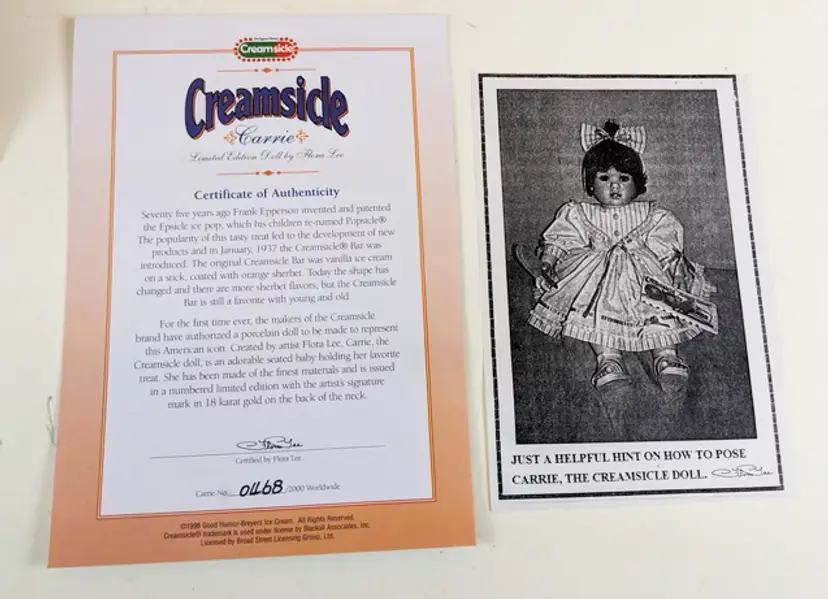 Creamsicle
Creamsicle
Carrie
Limited Edition Doll by Flora Lee
Certificate of Authenticity
Seventy five years ago Frank Epperson invented and patented
the Epsicle ice pop, which his children re-named Popsicle®
The popularity of this tasty treat led to the development of new
products and in January, 1937 the Creamsicle® Bar was
introduced. The original Creamsicle Bar was vanilla ice cream
on a stick, coated with orange sherbet. Today the shape has
changed and there are more sherbet flavors, but the Creamsicle
Bar is still a favorite with young and old.
For the first time ever, the makers of the Creamsicle
brand have authorized a porcelain doll to be made to represent
this American icon. Created by artist Flora Lee, Carrie, the
Creamsicle doll, is an adorable seated baby holding her favorite
treat. She has been made of the finest materials and is issued
in a numbered limited edition with the artist's signature
mark in 18 karat gold on the back of the neck.
Flora Lee
Certified by Flora Lee
Carrie No. 0468 /2000 Worldwide
©1998 Good Humor-Breyers Ice Cream. All Rights Reserved.
Creamsicle® trademark is used under license by Blackall Associates, Inc.
Licensed by Broad Street Licensing Group, Ltd.
JUST A HELPFUL HINT ON HOW TO POSE
CARRIE, THE CREAMSICLE DOLL. Flora Lee